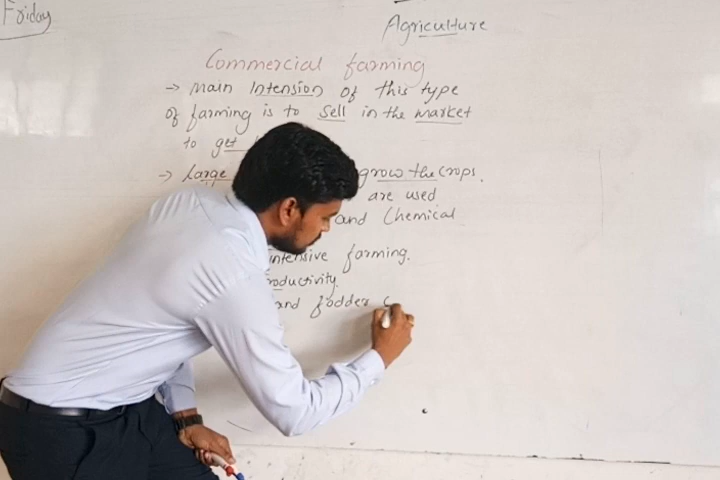 Friday
Agriculture
Commercial farming
→ Main Intension of this type
of farming is to sell in the market
to get
→ Large grow the crops.
are used
and Chemical
intensive farming.
productivity.
and fodder c